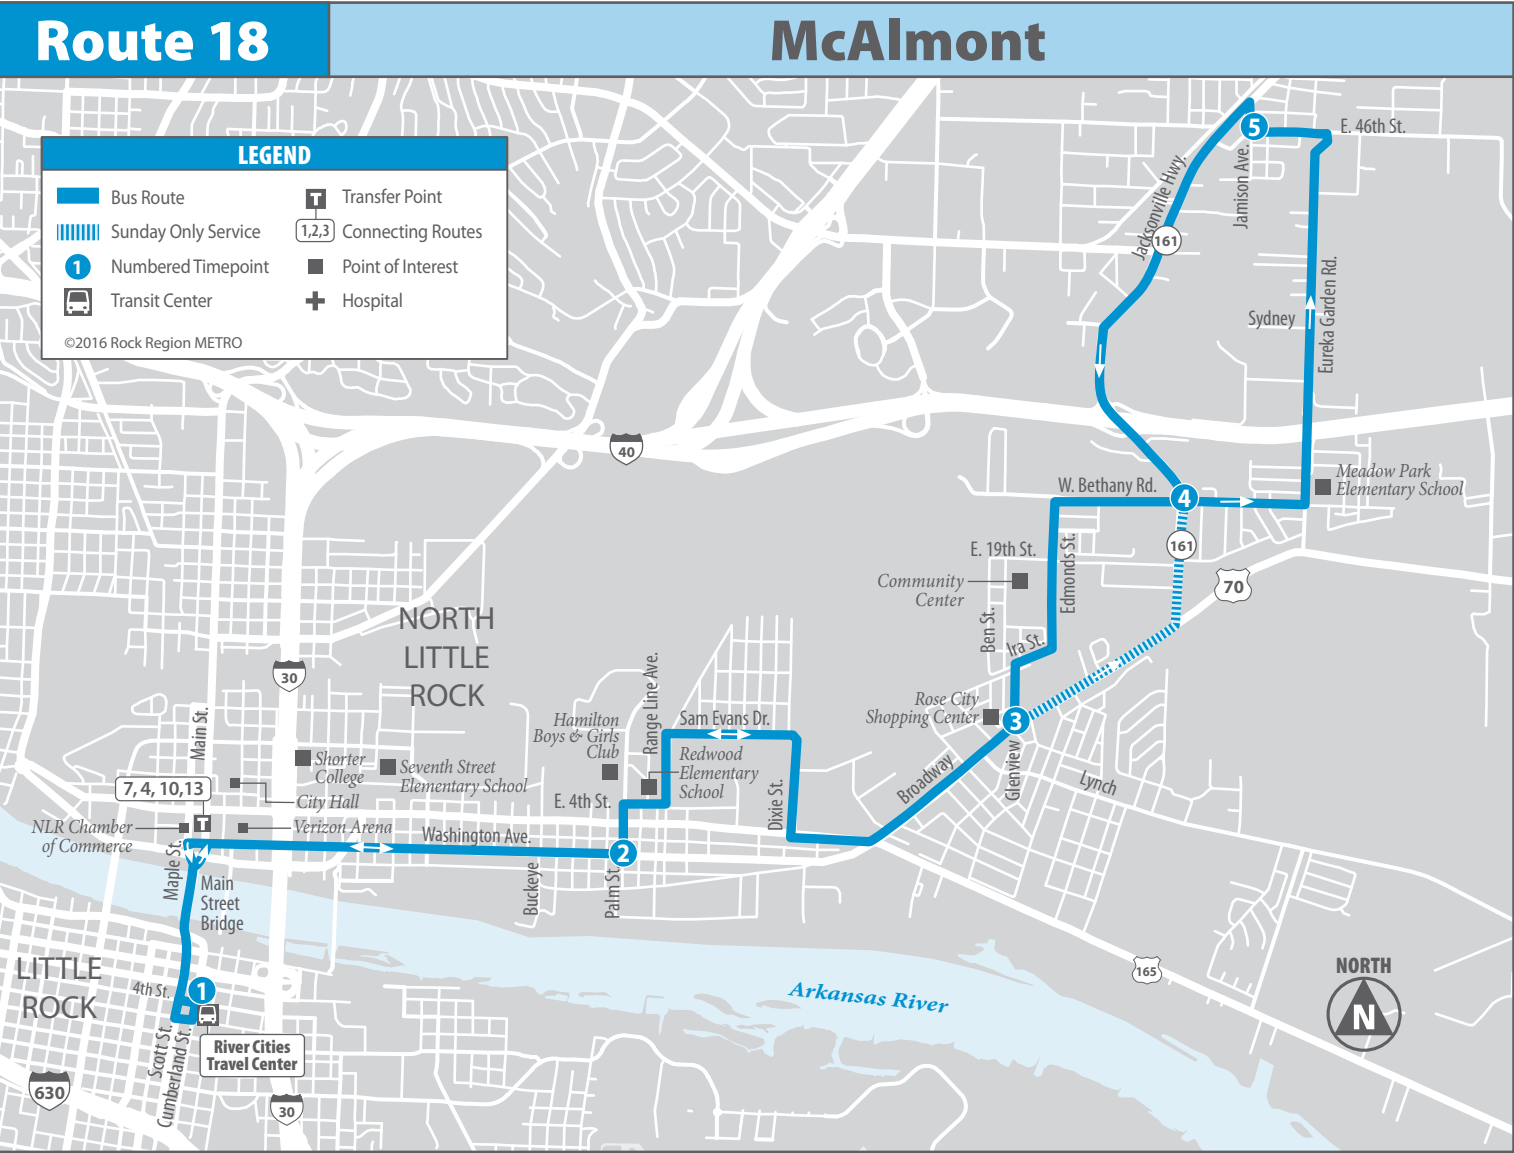 Route 18
McAlmont
LEGEND
Bus Route
T
Transfer Point
Sunday Only Service
1,2,3
Connecting Routes
1
Numbered Timepoint
Point of Interest
Transit Center
Hospital
©2016 Rock Region METRO
5
E. 46th St.
Jamison Ave.
Jacksonville Hwy.
161
Sydney
Eureka Garden Rd.
40
Meadow Park
Elementary School
W. Bethany Rd.
4
161
E. 19th St.
Edmonds St.
Community
Center
70
Ben St.
Ira St.
NORTH
LITTLE
ROCK
30
Rose City
Shopping Center
3
Glenview
Broadway
Lynch
Main St.
Hamilton
Boys & Girls
Club
Range Line Ave.
Sam Evans Dr.
Redwood
Elementary
School
Dixie St.
E. 4th St.
Shorter
College
Seventh Street
Elementary School
7, 4, 10,13
City Hall
T
NLR Chamber
of Commerce
Verizon Arena
Washington Ave.
2
Maple St.
Main
Street
Bridge
Buckeye
Palm St.
165
NORTH
N
Arkansas River
LITTLE
ROCK
4th St.
1
Scott St.
Cumberland St.
River Cities
Travel Center
630
30